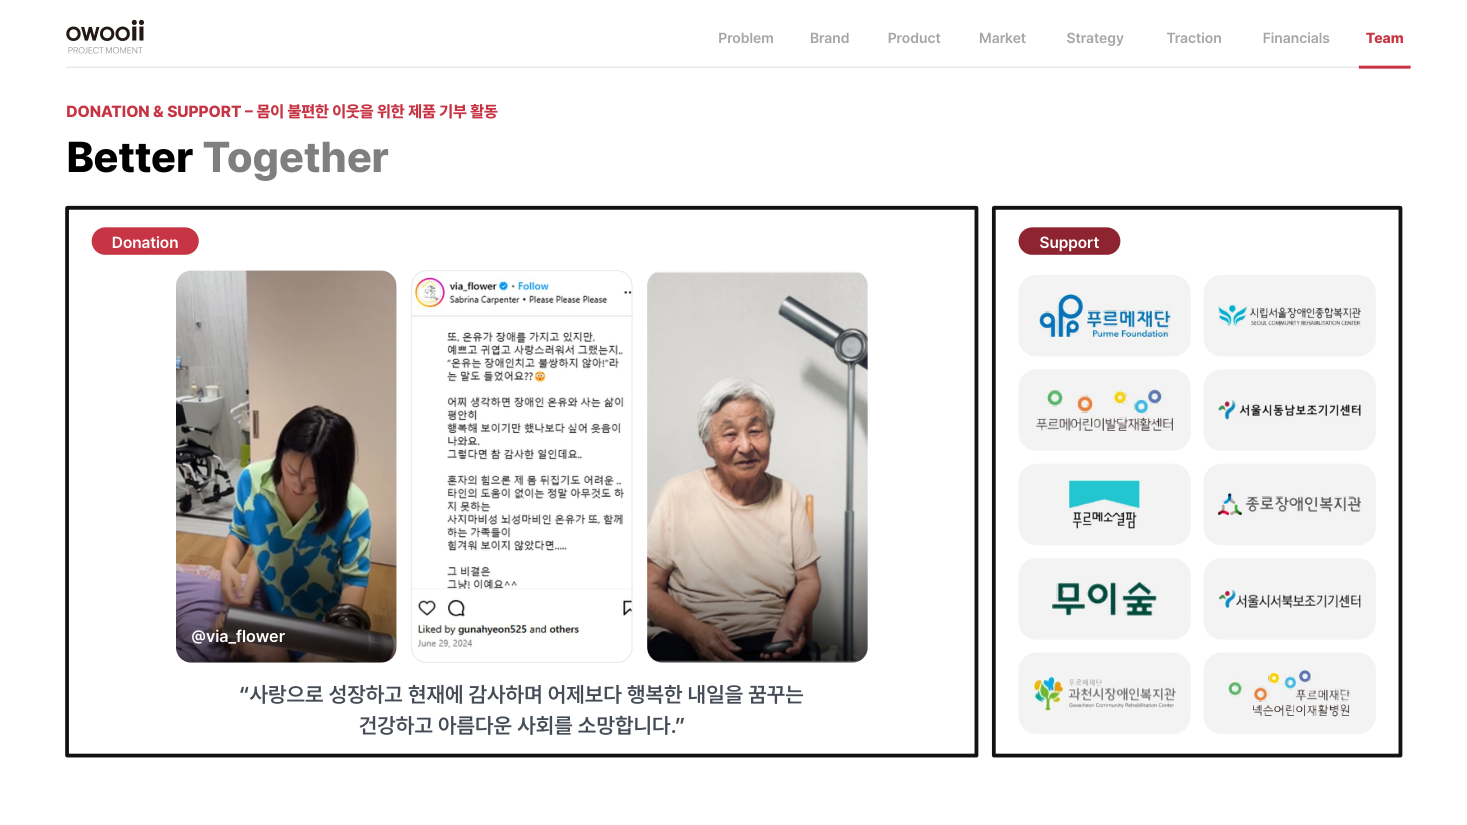 owooii
PROJECT MOMENT
Problem
Brand
Product
Market
Strategy
Traction
Financials
Team
DONATION & SUPPORT – 몸이 불편한 이웃을 위한 제품 기부 활동
Better Together
Donation
@via_flower
via_flower • Follow
Sabrina Carpenter • Please Please Please
또, 온유가 장애를 가지고 있지만,
예쁘고 귀엽고 사랑스러워서 그랬는지..
"온유는 장애인치고 불쌍하지 않아!"라
는 말도 들었어요??
어찌 생각하면 장애인 온유와 사는 삶이
평안히
행복해 보이기만 했나보다 싶어 웃음이
나와요.
그렇다면 참 감사한 일인데요..
혼자의 힘으론 제 몸 뒤집기도 어려운 ..
타인의 도움이 없이는 정말 아무것도 하
지 못하는
사지마비성 뇌성마비인 온유가 또, 함께
하는 가족들이
힘겨워 보이지 않았다면.....
그 비결은
그냥! 이예요^^
Liked by gunahyeon525 and others
June 29, 2024
“사랑으로 성장하고 현재에 감사하며 어제보다 행복한 내일을 꿈꾸는
건강하고 아름다운 사회를 소망합니다.”
Support
푸르메재단
Purme Foundation
시립서울장애인종합복지관
SEOUL COMMUNITY REHABILITATION CENTER
푸르메어린이발달재활센터
서울시동남보조기기센터
푸르메소셜팜
종로장애인복지관
무이숲
서울시서북보조기기센터
푸르메재단
과천시장애인복지관
Gwacheon Community Rehabilitation Center
푸르메재단
넥슨어린이재활병원